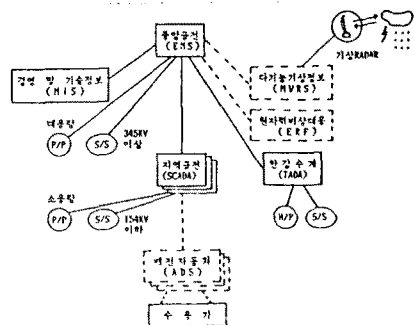 중앙급전
(EMS)
기상RADAR
경영 및 기술정보
(MIS)
다기능기상정보
(MVRS)
원자력비상대응
(ERF)
대용량
P/P
S/S
345KV
이상
지역급전
(SCADA)
한강수계
(TADA)
소용량
P/P
S/S
154KV
이하
H/P
S/S
배전자동차
(ADS)
수용가